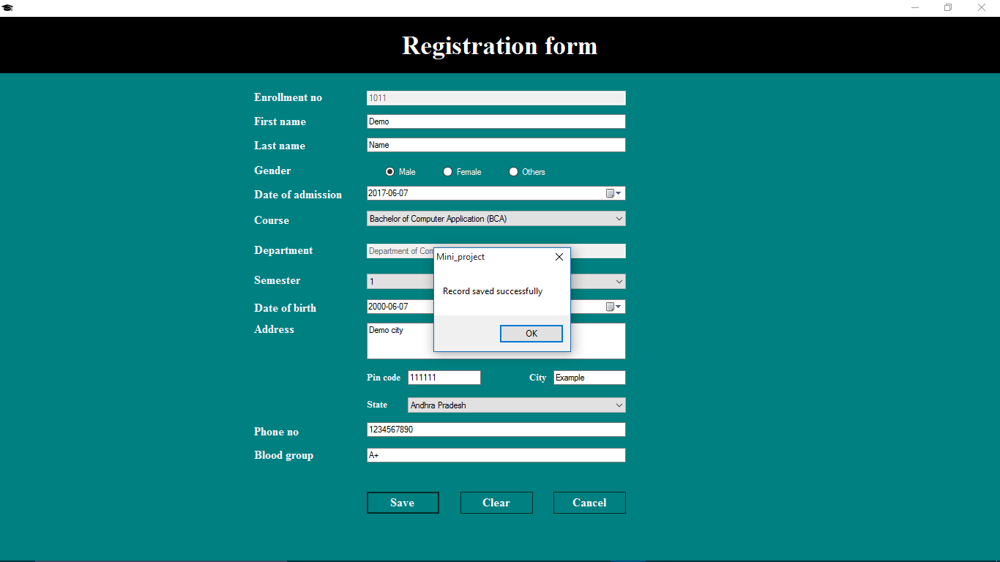 Registration form
Enrollment no 1011
First name Demo
Last name Name
Gender Male Female Others
Date of admission 2017-06-07
Course Bachelor of Computer Application (BCA)
Department Department of
Mini_project
Semester 1
Record saved successfully
Date of birth 2000-06-07
Address Demo city
OK
Pin code 111111 City Example
State Andhra Pradesh
Phone no 1234567890
Blood group A+
Save Clear Cancel